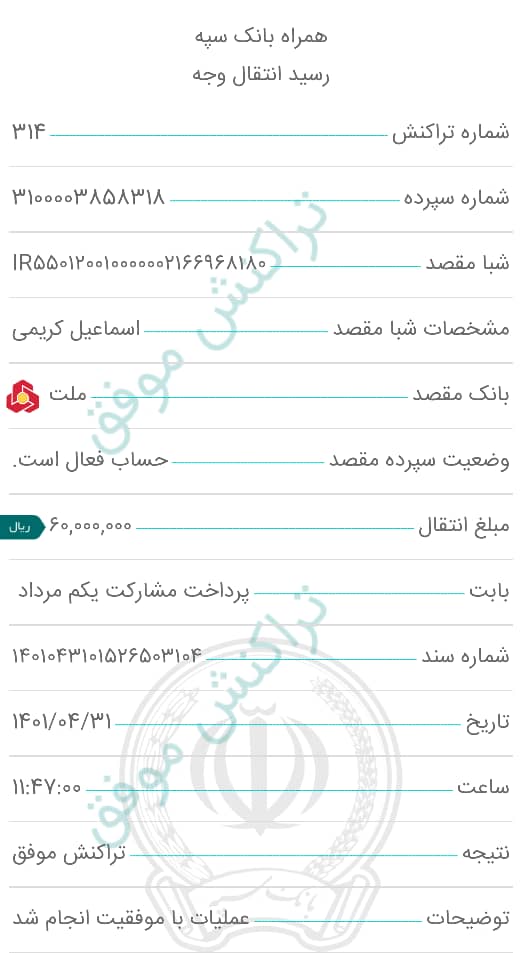 همراه بانک سپه
رسید انتقال وجه
شماره تراکنش ۳۱۴
شماره سپرده ۳۱۰۰۰۰۳۸۵۸۳۱۸
شبا مقصد IR۵۵۰۱۲۰۰۱۰۰۰۰۰۰۲۱۶۶۹۶۸۱۸۰
مشخصات شبا مقصد اسماعیل کریمی
بانک مقصد ملت
وضعیت سپرده مقصد حساب فعال است.
مبلغ انتقال ۶۰,۰۰۰,۰۰۰ ریال
بابت پرداخت مشارکت یکم مرداد
شماره سند ۱۴۰۱۰۴۳۱۰۱۵۲۶۵۰۳۱۰۴
تاریخ ۱۴۰۱/۰۴/۳۱
ساعت ۱۱:۴۷:۰۰
نتیجه تراکنش موفق
توضیحات عملیات با موفقیت انجام شد
تراکنش موفق
تراکنش موفق
بانک سپه